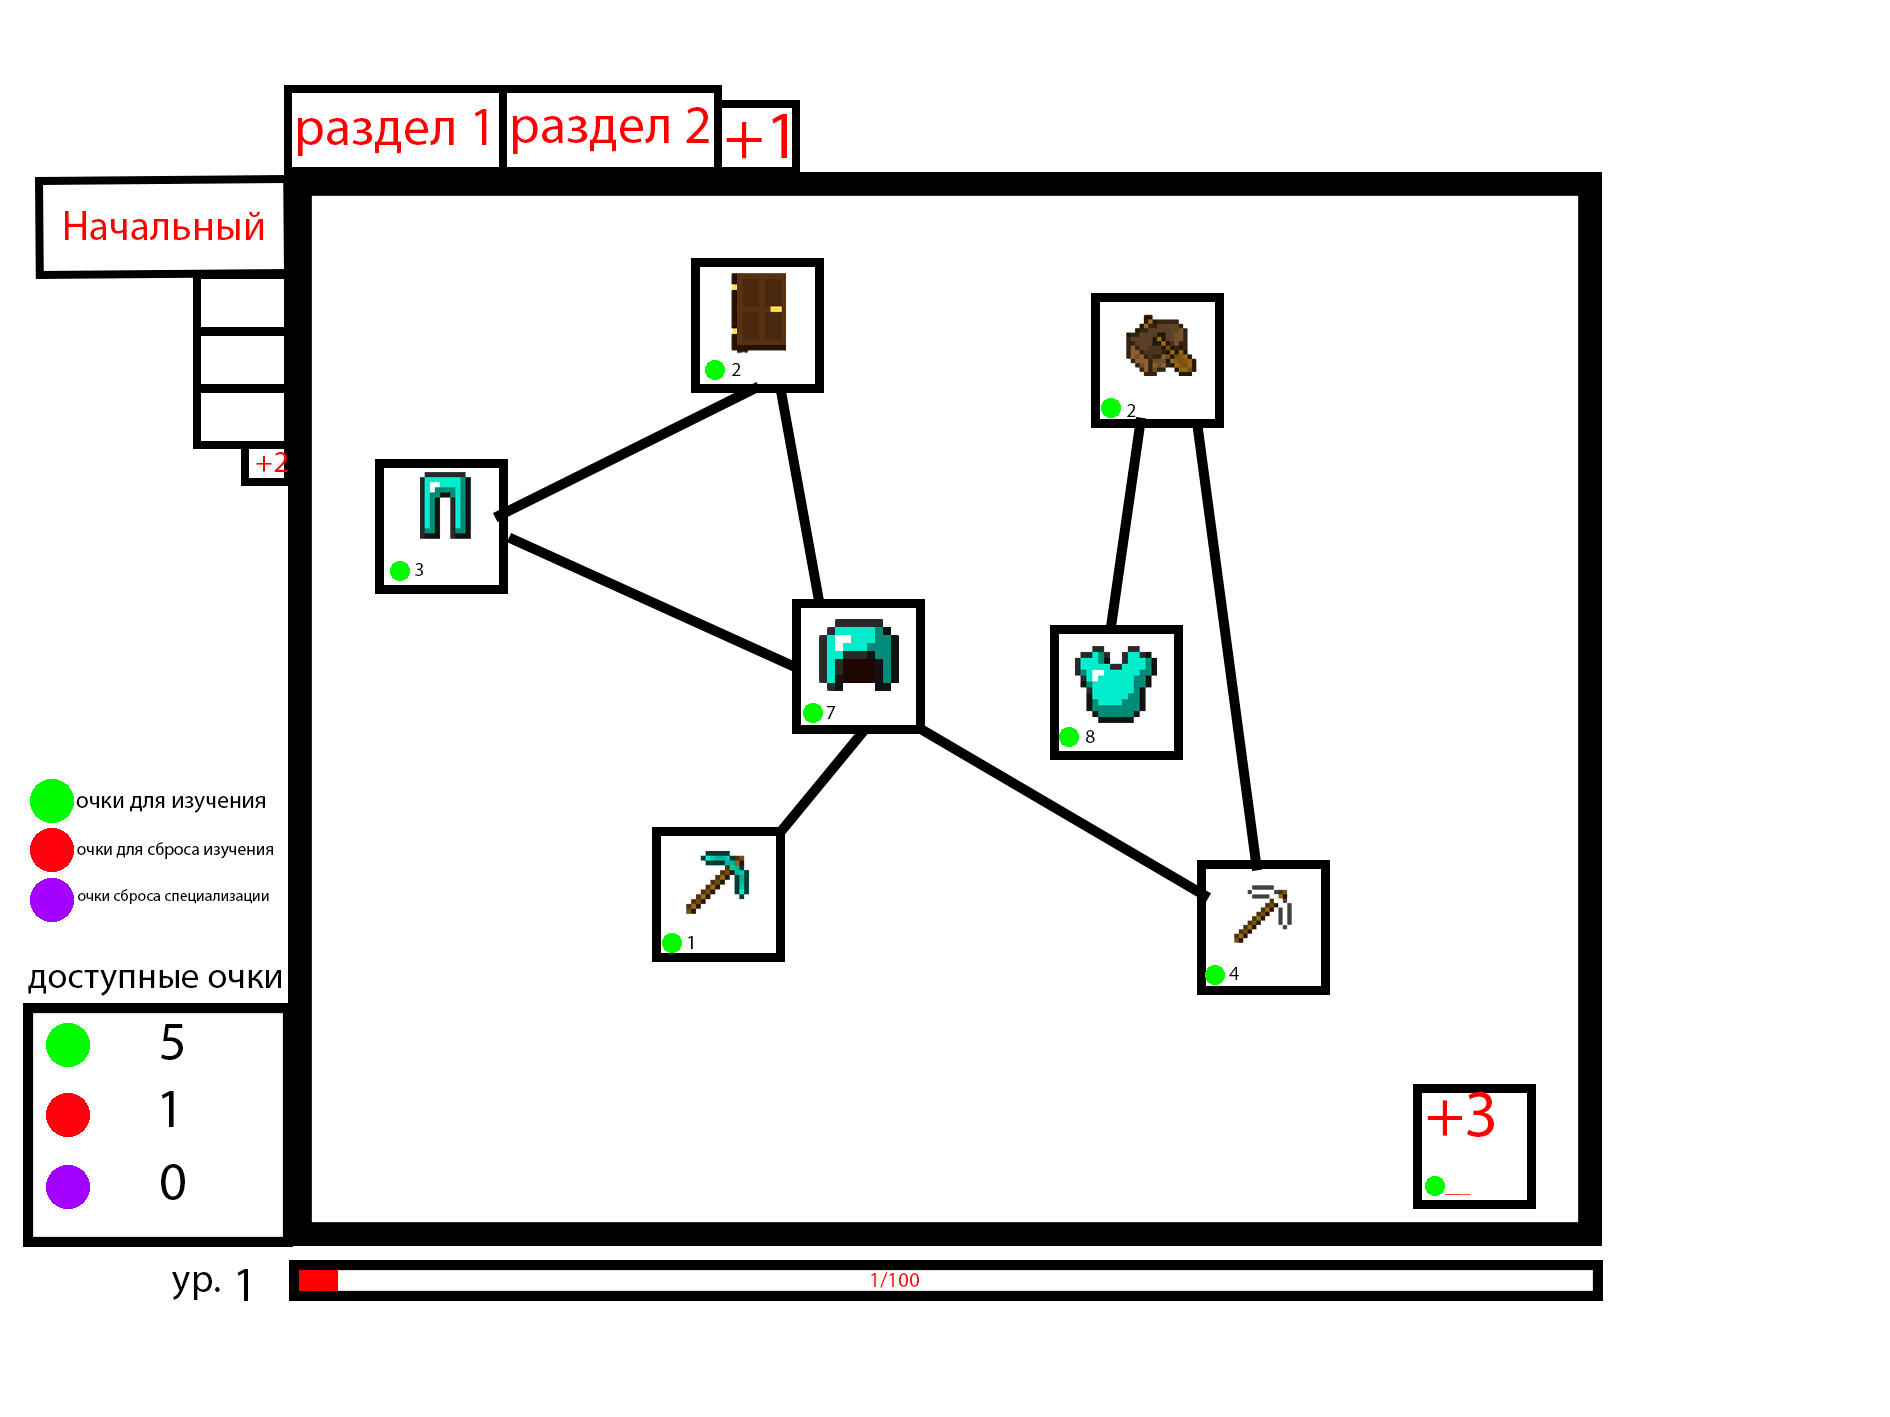 раздел 1
раздел 2
+1
Начальный
+2
2
2
3
7
8
1
4
очки для изучения
очки для сброса изучения
очки сброса специализации
доступные очки
5
1
0
+3
ур. 1
1/100